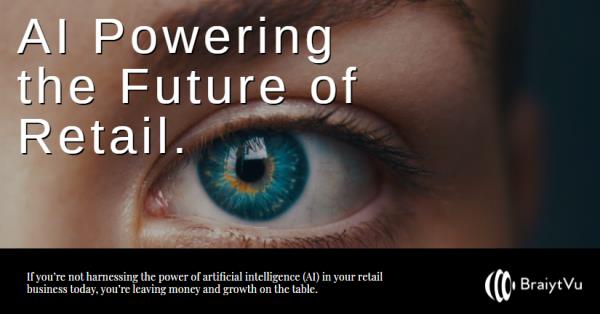 AI Powering
the Future of
Retail.
If you're not harnessing the power of artificial intelligence (AI) in your retail
business today, you're leaving money and growth on the table.
BraiytVu